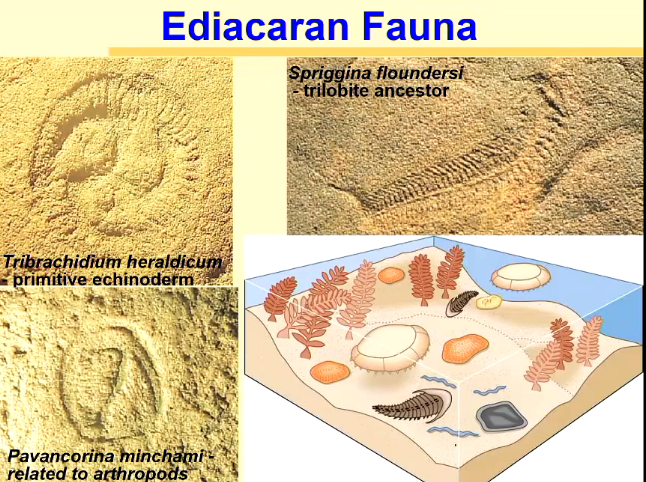 Ediacaran Fauna
Spriggina floundersi
- trilobite ancestor
Tribrachidium heraldicum
- primitive echinoderm
Pavancorina minchami -
related to arthropods